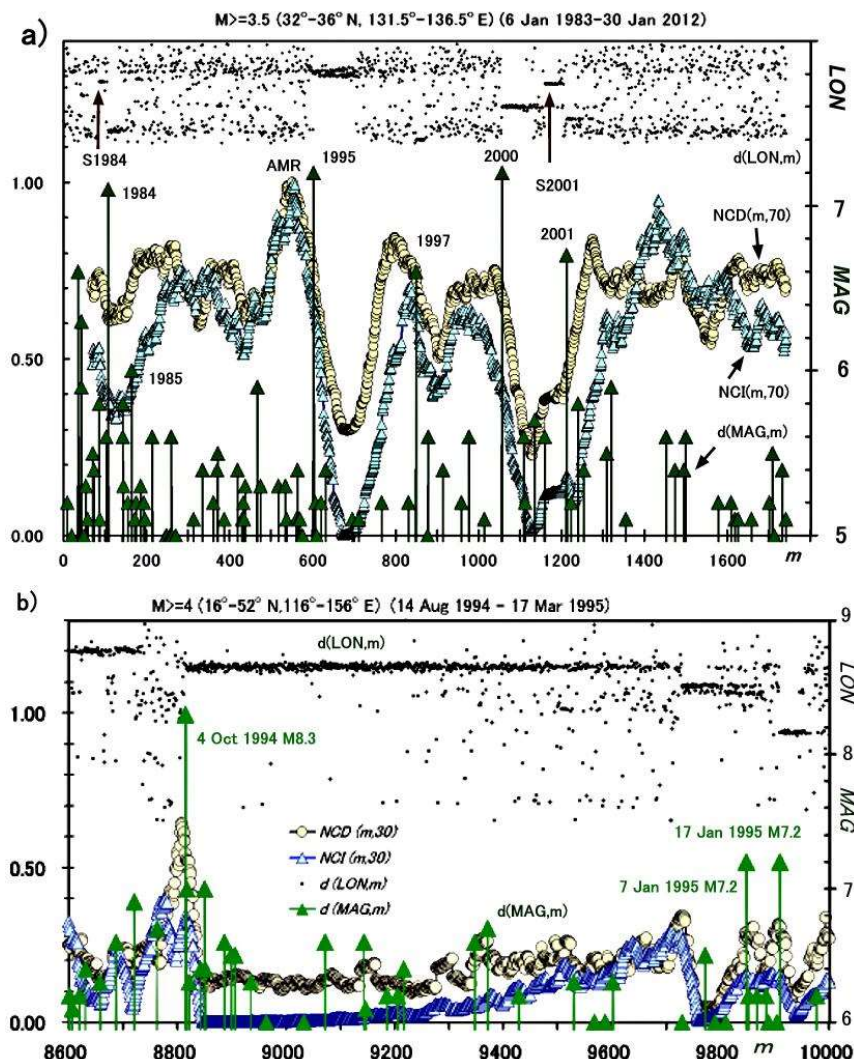 M>=3.5 (32°-36° N, 131.5°-136.5° E) (6 Jan 1983-30 Jan 2012)
a)
LON
S1984
AMR
1995
2000
S2001
d(LON,m)
1984
1.00
7
NCD(m,70)
1997
2001
MAG
1985
0.50
6
NCI(m,70)
d(MAG,m)
0.00
5
0 200 400 600 800 1000 1200 1400 1600 m
b)
M>=4 (16°-52° N,116°-156° E) (14 Aug 1994 - 17 Mar 1995)
9
d(LON,m)
LON
1.00
4 Oct 1994 M8.3
8
MAG
NCD (m,30)
NCI (m,30)
d (LON,m)
d (MAG,m)
17 Jan 1995 M7.2
7 Jan 1995 M7.2
7
0.50
d(MAG,m)
0.00
6
8600 8800 9000 9200 9400 9600 9800 m 10000